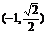 (-1, √2/2)